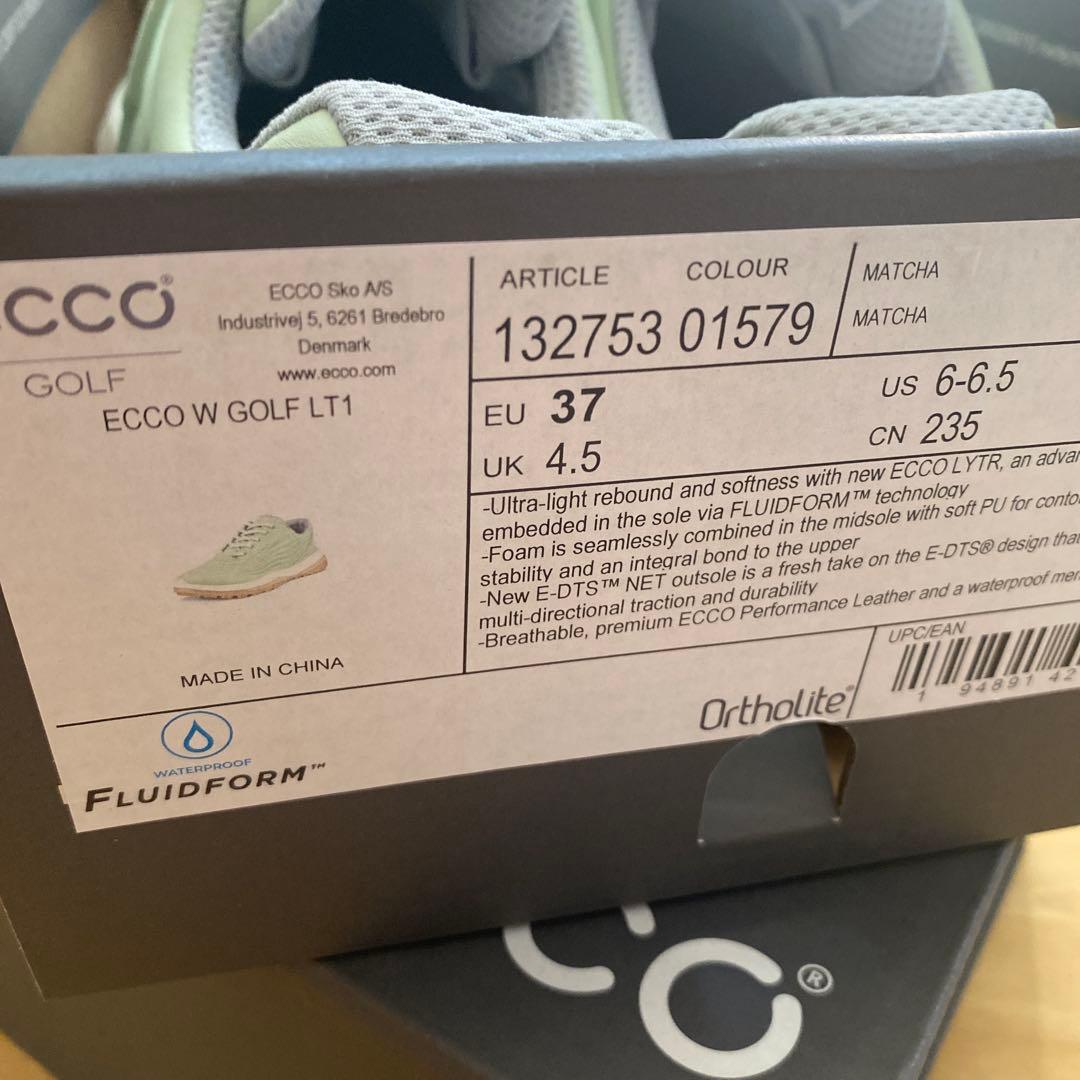 ECCO®
GOLF
ECCO Sko A/S
Industrivej 5, 6261 Bredebro
Denmark
www.ecco.com
ECCO W GOLF LT1
MADE IN CHINA
ARTICLE COLOUR
132753 01579
MATCHA
MATCHA
EU 37
US 6-6.5
UK 4.5
CN 235
-Ultra-light rebound and softness with new ECCO LYTR, an
embedded in the sole via FLUIDFORM™ technology
-Foam is seamlessly combined in the midsole with soft PU for
stability and an integral bond to the upper
-New E-DTS™ NET outsole is a fresh take on the E-DTS® design
multi-directional traction and durability
-Breathable, premium ECCO Performance Leather and a waterproof
UPC/EAN
1 94891 42
Ortholite®
WATERPROOF
FLUIDFORM™